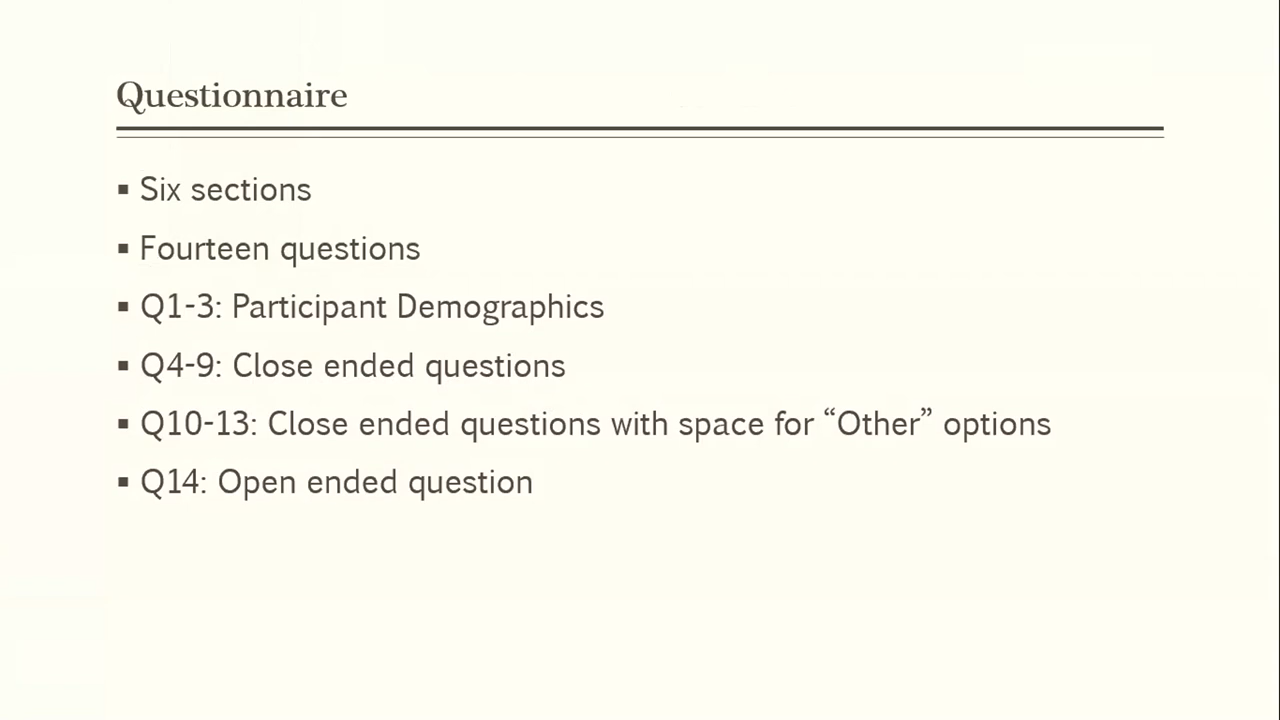 Questionnaire
▪ Six sections
▪ Fourteen questions
▪ Q1-3: Participant Demographics
▪ Q4-9: Close ended questions
▪ Q10-13: Close ended questions with space for “Other” options
▪ Q14: Open ended question